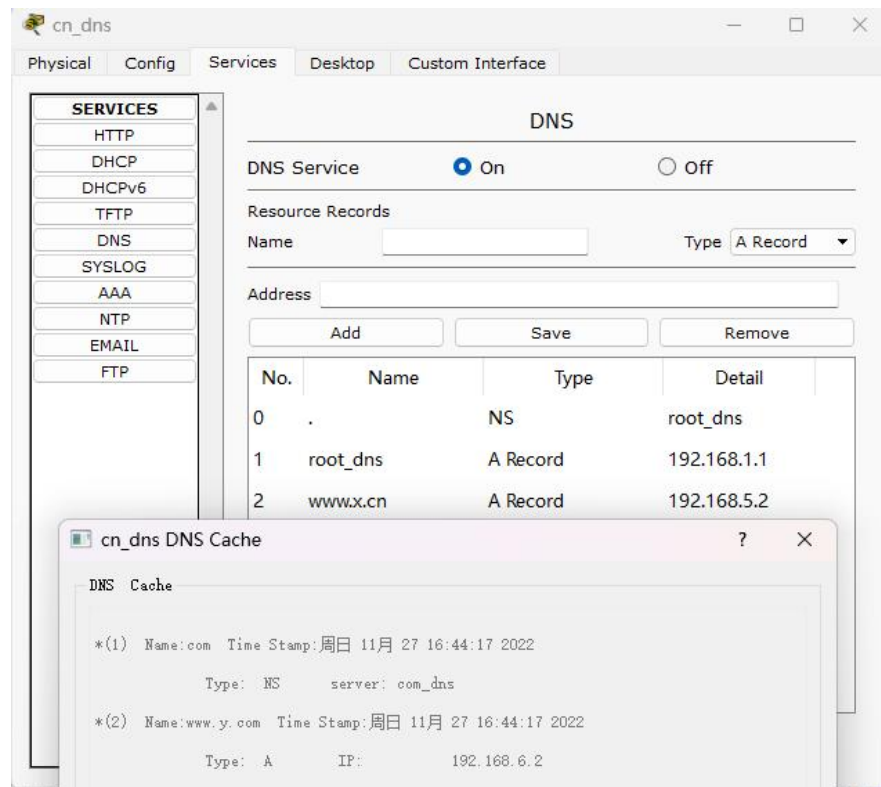 cn_dns
Physical Config Services Desktop Custom Interface
SERVICES
HTTP
DHCP
DHCPv6
TFTP
DNS
SYSLOG
AAA
NTP
EMAIL
FTP
DNS
DNS Service On Off
Resource Records
Name Type A Record
Address
Add Save Remove
No. Name Type Detail
0 . NS root_dns
1 root_dns A Record 192.168.1.1
2 www.x.cn A Record 192.168.5.2
cn_dns DNS Cache ?
DNS Cache
*(1) Name:com Time Stamp:周日 11月 27 16:44:17 2022
Type: NS server: com_dns
*(2) Name:www.y.com Time Stamp:周日 11月 27 16:44:17 2022
Type: A IP: 192.168.6.2